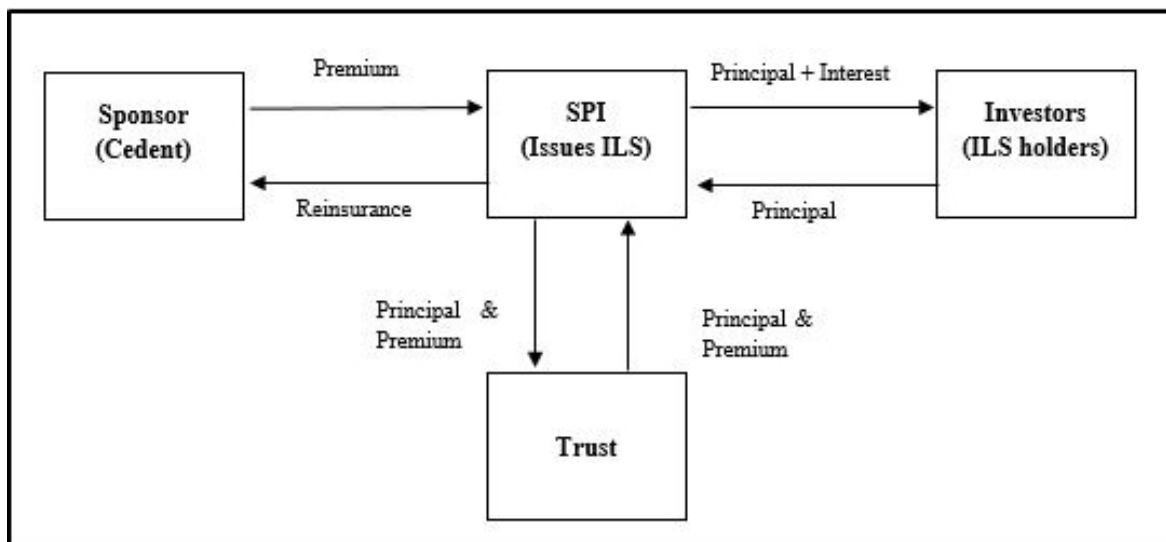 Premium
Principal + Interest
Sponsor
(Cedent)
SPI
(Issues ILS)
Investors
(ILS holders)
Reinsurance
Principal
Principal &
Premium
Principal &
Premium
Trust